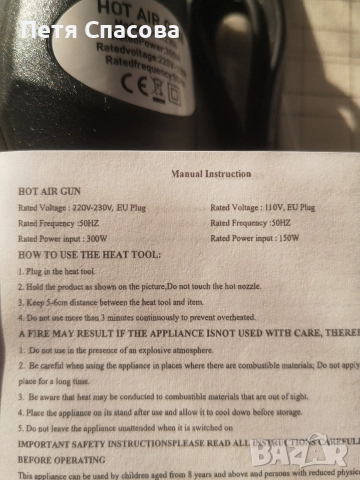 Петя Спасова
HOT AIR
Ratedvoltage:220V
Ratedfrequency:50
CE
Manual Instruction
HOT AIR GUN
Rated Voltage : 220V-230V, EU Plug Rated Voltage : 110V, EU Plug
Rated Frequency :50HZ Rated Frequency :50HZ
Rated Power input : 300W Rated Power input : 150W
HOW TO USE THE HEAT TOOL:
1. Plug in the heat tool.
2. Hold the product as shown on the picture,Do not touch the hot nozzle.
3. Keep 5-6cm distance between the heat tool and item.
4. Do not use more than 3 minutes continuously to prevent overheated.
A FIRE MAY RESULT IF THE APPLIANCE ISNOT USED WITH CARE, THEREF
1. .Do not use in the presence of an explosive atmosphere.
2. Be careful when using the appliance in places where there are combustible materials; Do not apply
place for a long time.
3. Be aware that heat may be conducted to combustible materials that are out of sight.
4. Place the appliance on its stand after use and allow it to cool down before storage.
5. Do not leave the appliance unattended when it is switched on
IMPORTANT SAFETY INSTRUCTIONSPLEASE READ ALL INSTRUCTIONS CAREFULL
BEFORE OPERATING
This appliance can be used by children aged from 8 years and above and persons with reduced physic
BAZAR